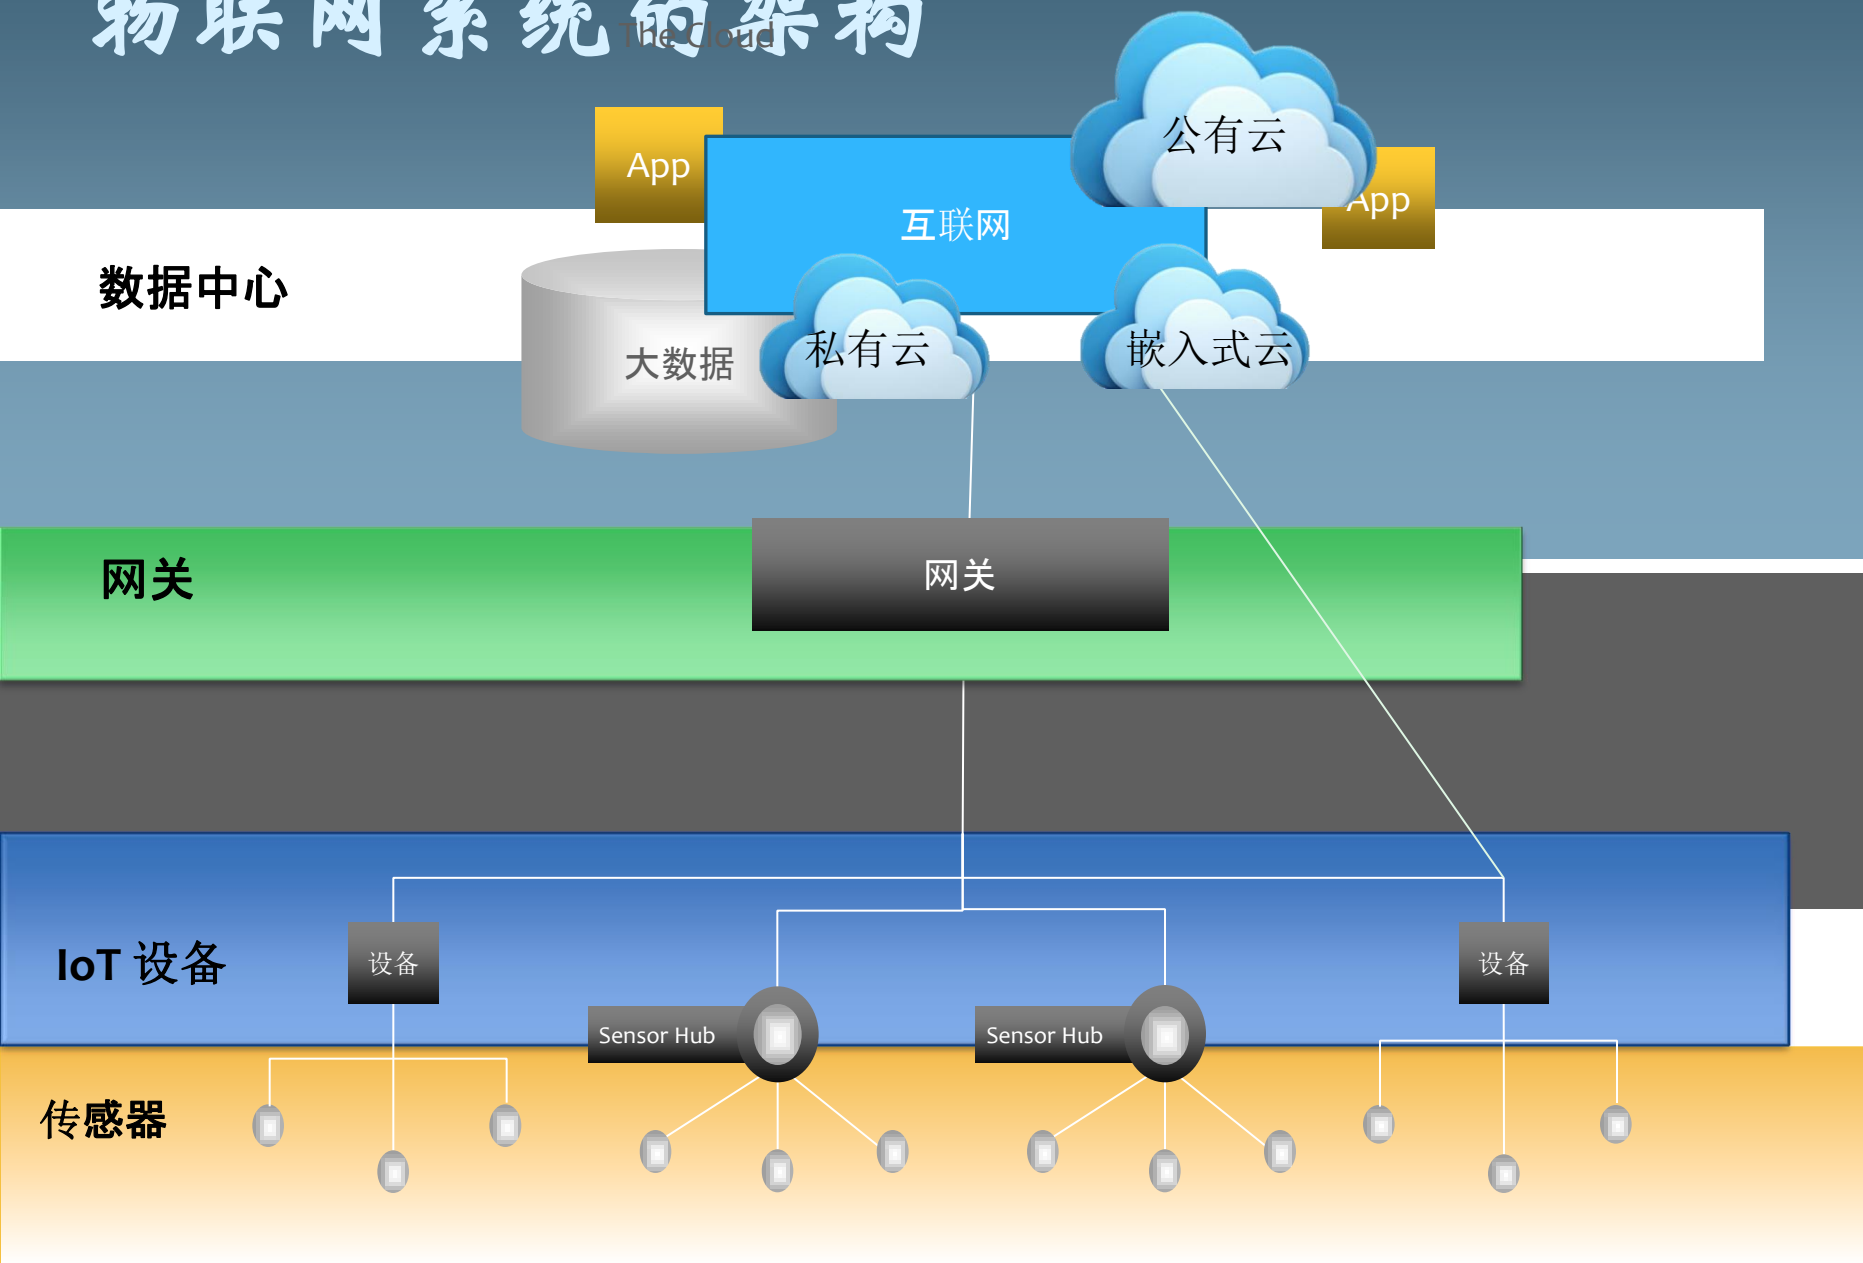 物联网系统的架构
The Cloud
公有云
App
App
互联网
数据中心
大数据
私有云
嵌入式云
网关
网关
IoT 设备
设备
设备
Sensor Hub
Sensor Hub
传感器